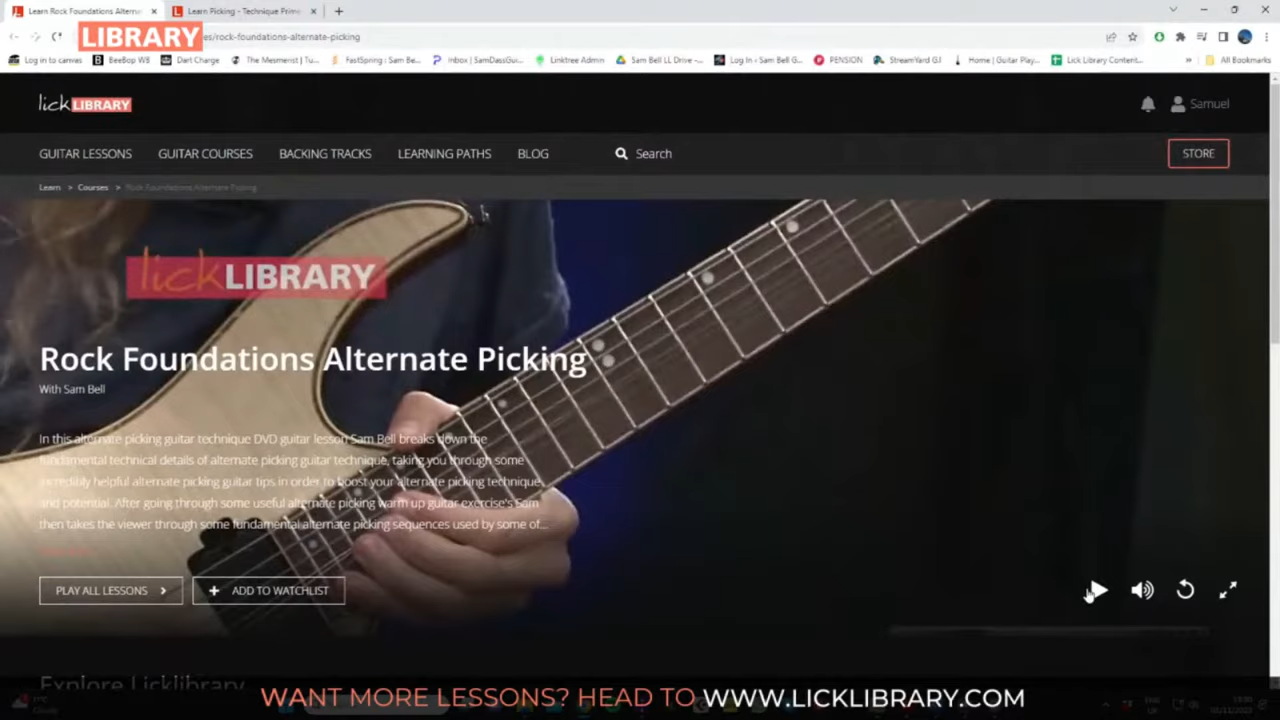 Learn Rock Foundations Alterna
Learn Picking - Technique Prime
LIBRARY
es/rock-foundations-alternate-picking
Log in to canvas
BeeBop WB
Dart Charge
The Mesmerist | Tu...
FastSpring : Sam Be...
Inbox | SamDassGui...
Linktree Admin
Sam Bell LL Drive -...
Log In ‹ Sam Bell G...
PENSION
StreamYard GJ
Home | Guitar Play...
Lick Library Content...
»
All Bookmarks
lick LIBRARY
Samuel
GUITAR LESSONS
GUITAR COURSES
BACKING TRACKS
LEARNING PATHS
BLOG
Search
STORE
Learn > Courses > Rock Foundations Alternate Picking
lick LIBRARY
Rock Foundations Alternate Picking
With Sam Bell
In this alternate picking guitar technique DVD guitar lesson Sam Bell breaks down the
fundamental technical details of alternate picking guitar technique, taking you through some
incredibly helpful alternate picking guitar tips in order to boost your alternate picking technique
and potential. After going through some useful alternate picking warm up guitar exercise's Sam
then takes the viewer through some fundamental alternate picking sequences used by some of...
PLAY ALL LESSONS >
+ ADD TO WATCHLIST
Explore Licklibrary
WANT MORE LESSONS? HEAD TO WWW.LICKLIBRARY.COM